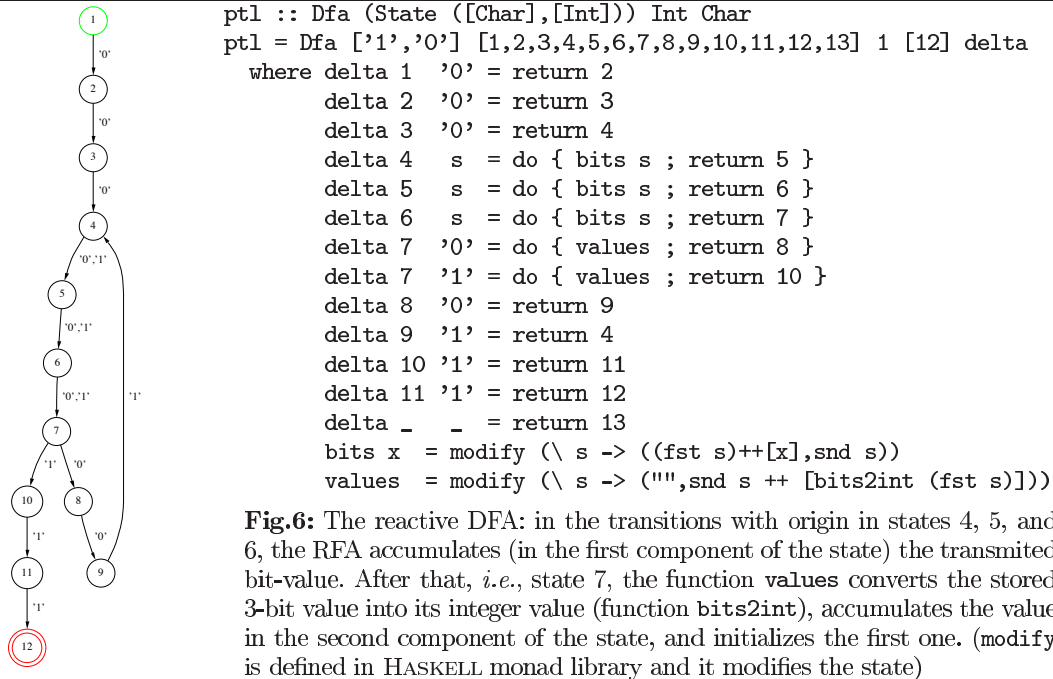 1
'0'
2
'0'
3
'0'
4
'0','1'
5
'0','1'
6
'0','1'
'1'
7
'1' '0'
10 8
'1' '0'
11 9
'1'
12
ptl :: Dfa (State ([Char],[Int])) Int Char
ptl = Dfa ['1','0'] [1,2,3,4,5,6,7,8,9,10,11,12,13] 1 [12] delta
where delta 1 '0' = return 2
delta 2 '0' = return 3
delta 3 '0' = return 4
delta 4 s = do { bits s ; return 5 }
delta 5 s = do { bits s ; return 6 }
delta 6 s = do { bits s ; return 7 }
delta 7 '0' = do { values ; return 8 }
delta 7 '1' = do { values ; return 10 }
delta 8 '0' = return 9
delta 9 '1' = return 4
delta 10 '1' = return 11
delta 11 '1' = return 12
delta _ _ = return 13
bits x = modify (\ s -> ((fst s)++[x],snd s))
values = modify (\ s -> ("",snd s ++ [bits2int (fst s)]))
Fig.6: The reactive DFA: in the transitions with origin in states 4, 5, and
6, the RFA accumulates (in the first component of the state) the transmited
bit-value. After that, i.e., state 7, the function values converts the stored
3-bit value into its integer value (function bits2int), accumulates the value
in the second component of the state, and initializes the first one. (modify
is defined in HASKELL monad library and it modifies the state)